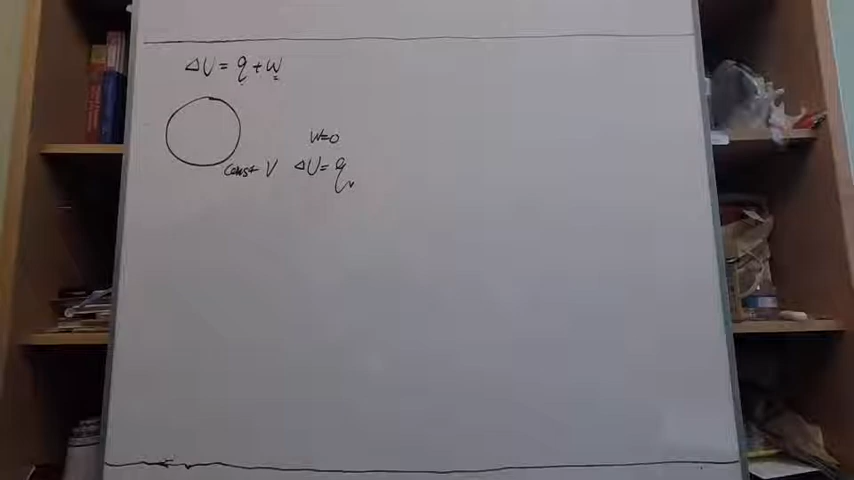 ΔU = q + w
w=0
const V ΔU = qv